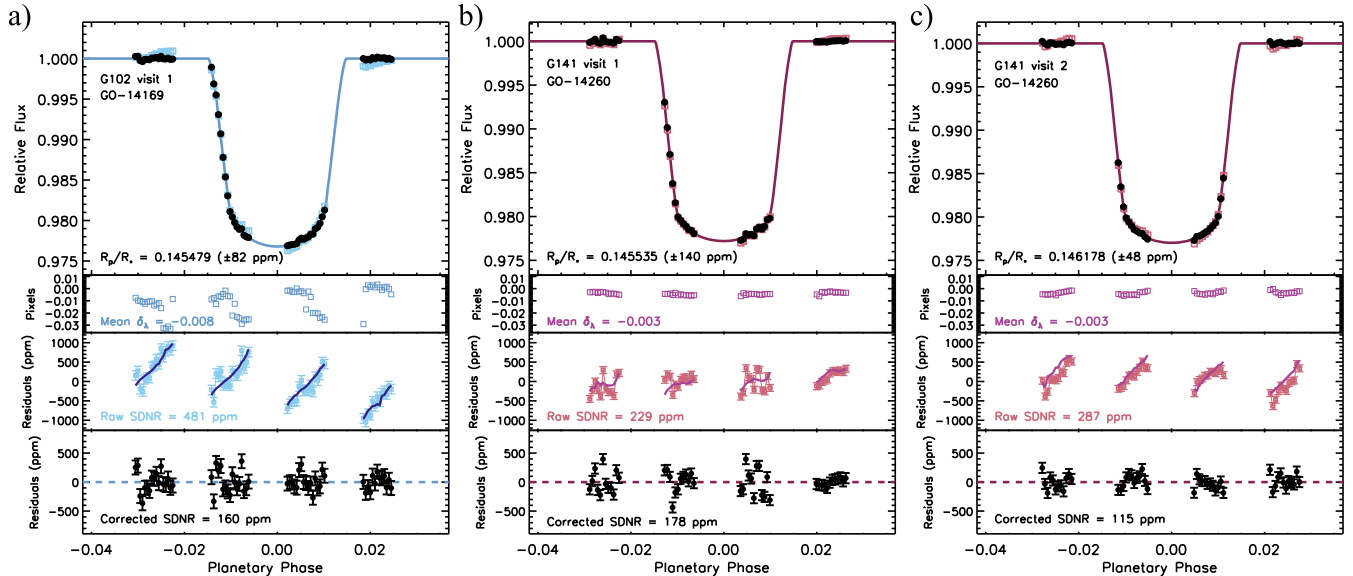 a)
G102 visit 1
GO-14169
Relative Flux
1.000
0.995
0.990
0.985
0.980
0.975
Rp/R* = 0.145479 (±82 ppm)
Pixels
0.01
0.00
-0.01
-0.02
-0.03
Mean δλ = -0.008
Residuals (ppm)
1000
500
0
-500
-1000
Raw SDNR = 481 ppm
Residuals (ppm)
500
0
-500
Corrected SDNR = 160 ppm
-0.04 -0.02 0.00 0.02
Planetary Phase
b)
G141 visit 1
GO-14260
Relative Flux
1.000
0.995
0.990
0.985
0.980
0.975
Rp/R* = 0.145535 (±140 ppm)
Pixels
0.01
0.00
-0.01
-0.02
-0.03
Mean δλ = -0.003
Residuals (ppm)
1000
500
0
-500
-1000
Raw SDNR = 229 ppm
Residuals (ppm)
500
0
-500
Corrected SDNR = 178 ppm
-0.04 -0.02 0.00 0.02
Planetary Phase
c)
G141 visit 2
GO-14260
Relative Flux
1.000
0.995
0.990
0.985
0.980
0.975
Rp/R* = 0.146178 (±48 ppm)
Pixels
0.01
0.00
-0.01
-0.02
-0.03
Mean δλ = -0.003
Residuals (ppm)
1000
500
0
-500
-1000
Raw SDNR = 287 ppm
Residuals (ppm)
500
0
-500
Corrected SDNR = 115 ppm
-0.04 -0.02 0.00 0.02
Planetary Phase